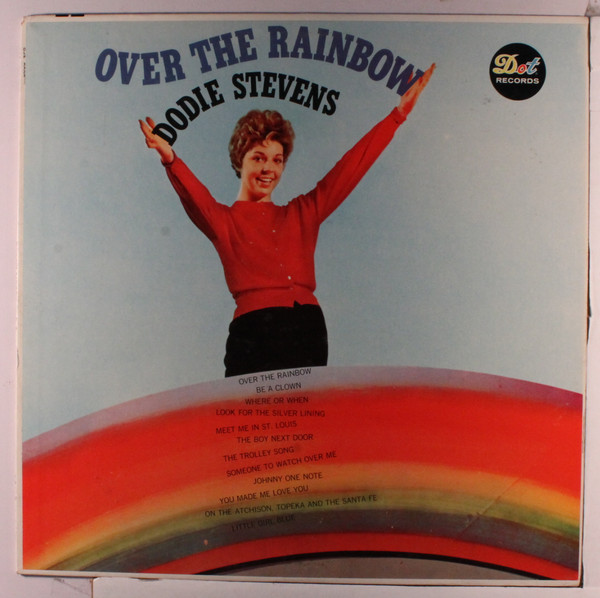 OVER THE RAINBOW
DODIE STEVENS
Dot
RECORDS
OVER THE RAINBOW
BE A CLOWN
WHERE OR WHEN
LOOK FOR THE SILVER LINING
MEET ME IN ST. LOUIS
THE BOY NEXT DOOR
THE TROLLEY SONG
SOMEONE TO WATCH OVER ME
JOHNNY ONE NOTE
YOU MADE ME LOVE YOU
ON THE ATCHISON, TOPEKA AND THE SANTA FE
LITTLE GIRL BLUE